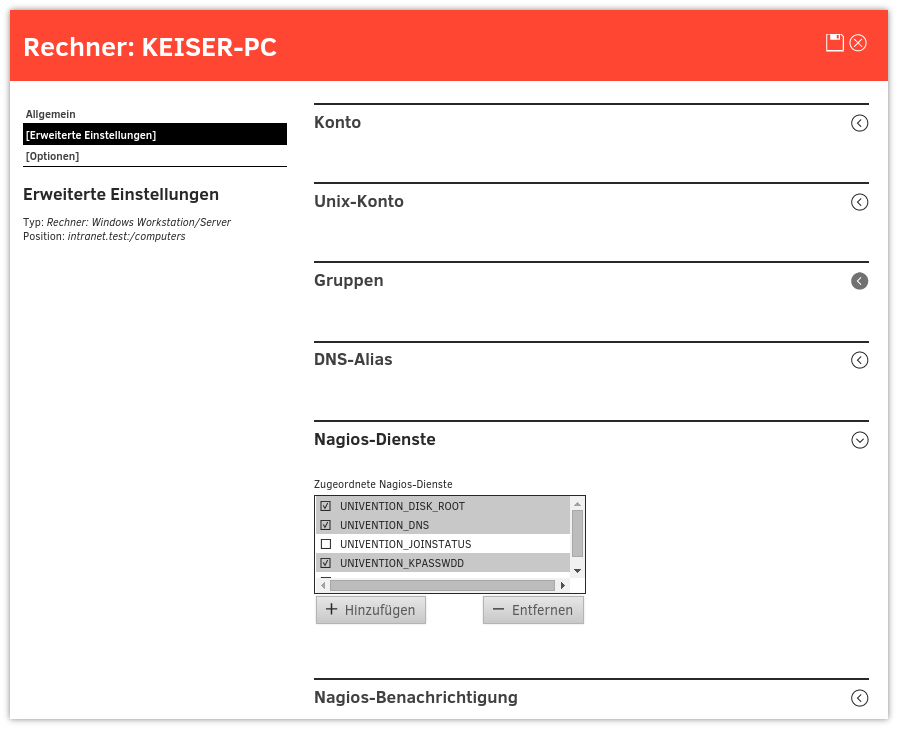 Rechner: KEISER-PC
Allgemein
[Erweiterte Einstellungen]
[Optionen]
Erweiterte Einstellungen
Typ: Rechner: Windows Workstation/Server
Position: intranet.test:/computers
Konto
Unix-Konto
Gruppen
DNS-Alias
Nagios-Dienste
Zugeordnete Nagios-Dienste
UNIVENTION_DISK_ROOT
UNIVENTION_DNS
UNIVENTION_JOINSTATUS
UNIVENTION_KPASSWDD
+ Hinzufügen
− Entfernen
Nagios-Benachrichtigung